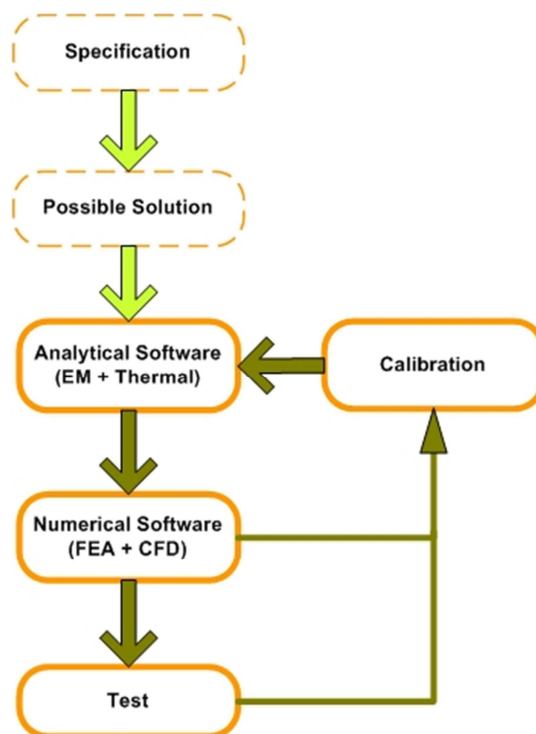 Specification
Possible Solution
Analytical Software
(EM + Thermal)
Calibration
Numerical Software
(FEA + CFD)
Test